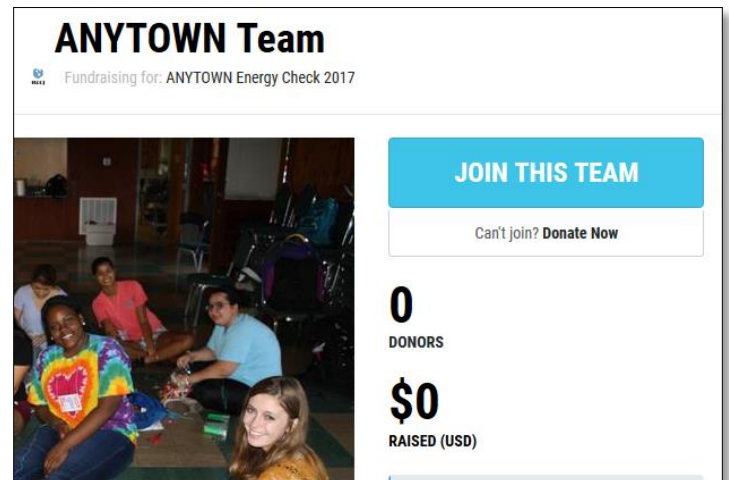 ANYTOWN Team
Fundraising for: ANYTOWN Energy Check 2017
JOIN THIS TEAM
Can't join? Donate Now
0
DONORS
$0
RAISED (USD)